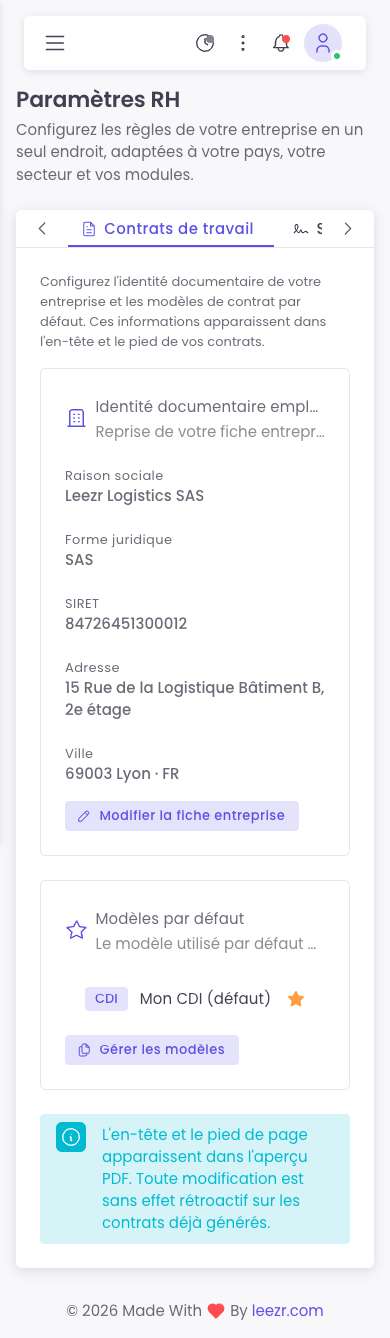 Paramètres RH
Configurez les règles de votre entreprise en un
seul endroit, adaptées à votre pays, votre
secteur et vos modules.
Contrats de travail
Configurez l'identité documentaire de votre
entreprise et les modèles de contrat par
défaut. Ces informations apparaissent dans
l'en-tête et le pied de vos contrats.
Identité documentaire empl...
Reprise de votre fiche entrepr...
Raison sociale
Leezr Logistics SAS
Forme juridique
SAS
SIRET
84726451300012
Adresse
15 Rue de la Logistique Bâtiment B,
2e étage
Ville
69003 Lyon · FR
Modifier la fiche entreprise
Modèles par défaut
Le modèle utilisé par défaut ...
CDI Mon CDI (défaut)
Gérer les modèles
L'en-tête et le pied de page
apparaissent dans l'aperçu
PDF. Toute modification est
sans effet rétroactif sur les
contrats déjà générés.
© 2026 Made With By leezr.com